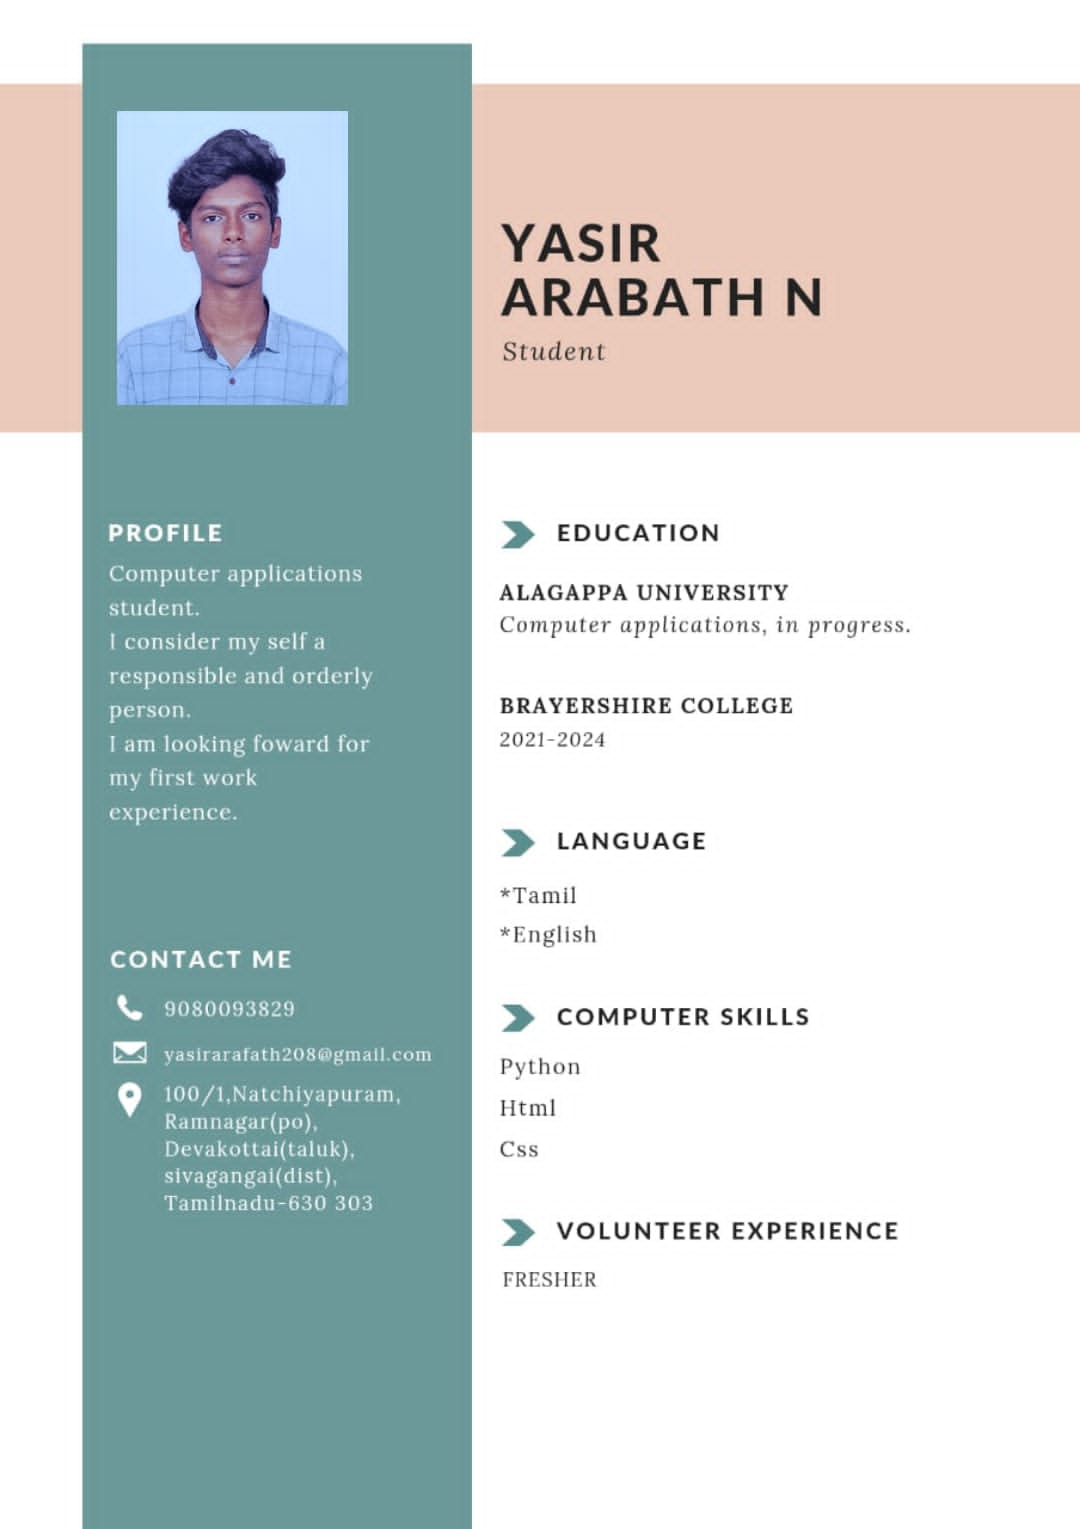 YASIR
ARABATH N
Student
PROFILE
Computer applications
student.
I consider my self a
responsible and orderly
person.
I am looking foward for
my first work
experience.
CONTACT ME
9080093829
yasirarafath208@gmail.com
100/1,Natchiyapuram,
Ramnagar(po),
Devakottai(taluk),
sivagangai(dist),
Tamilnadu-630 303
EDUCATION
ALAGAPPA UNIVERSITY
Computer applications, in progress.
BRAYERSHIRE COLLEGE
2021-2024
LANGUAGE
*Tamil
*English
COMPUTER SKILLS
Python
Html
Css
VOLUNTEER EXPERIENCE
FRESHER